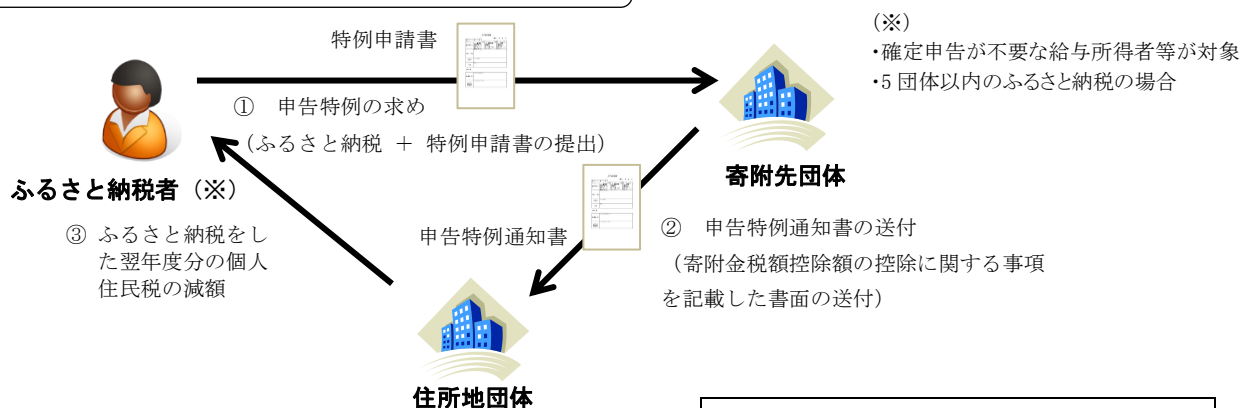 (※)
・確定申告が不要な給与所得者等が対象
・5 団体以内のふるさと納税の場合
特例申請書
① 申告特例の求め
(ふるさと納税 + 特例申請書の提出)
ふるさと納税者 (※)
寄附先団体
③ ふるさと納税をし
た翌年度分の個人
住民税の減額
申告特例通知書
② 申告特例通知書の送付
(寄附金税額控除額の控除に関する事項
を記載した書面の送付)
住所地団体